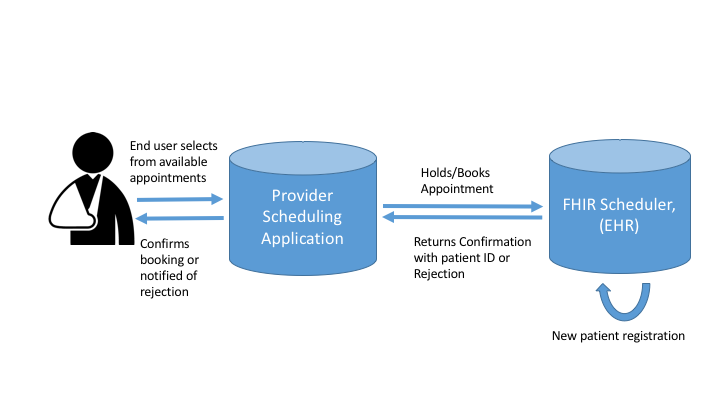 End user selects
from available
appointments
Provider
Scheduling
Application
Holds/Books
Appointment
FHIR Scheduler,
(EHR)
Confirms
booking or
notified of
rejection
Returns Confirmation
with patient ID or
Rejection
New patient registration